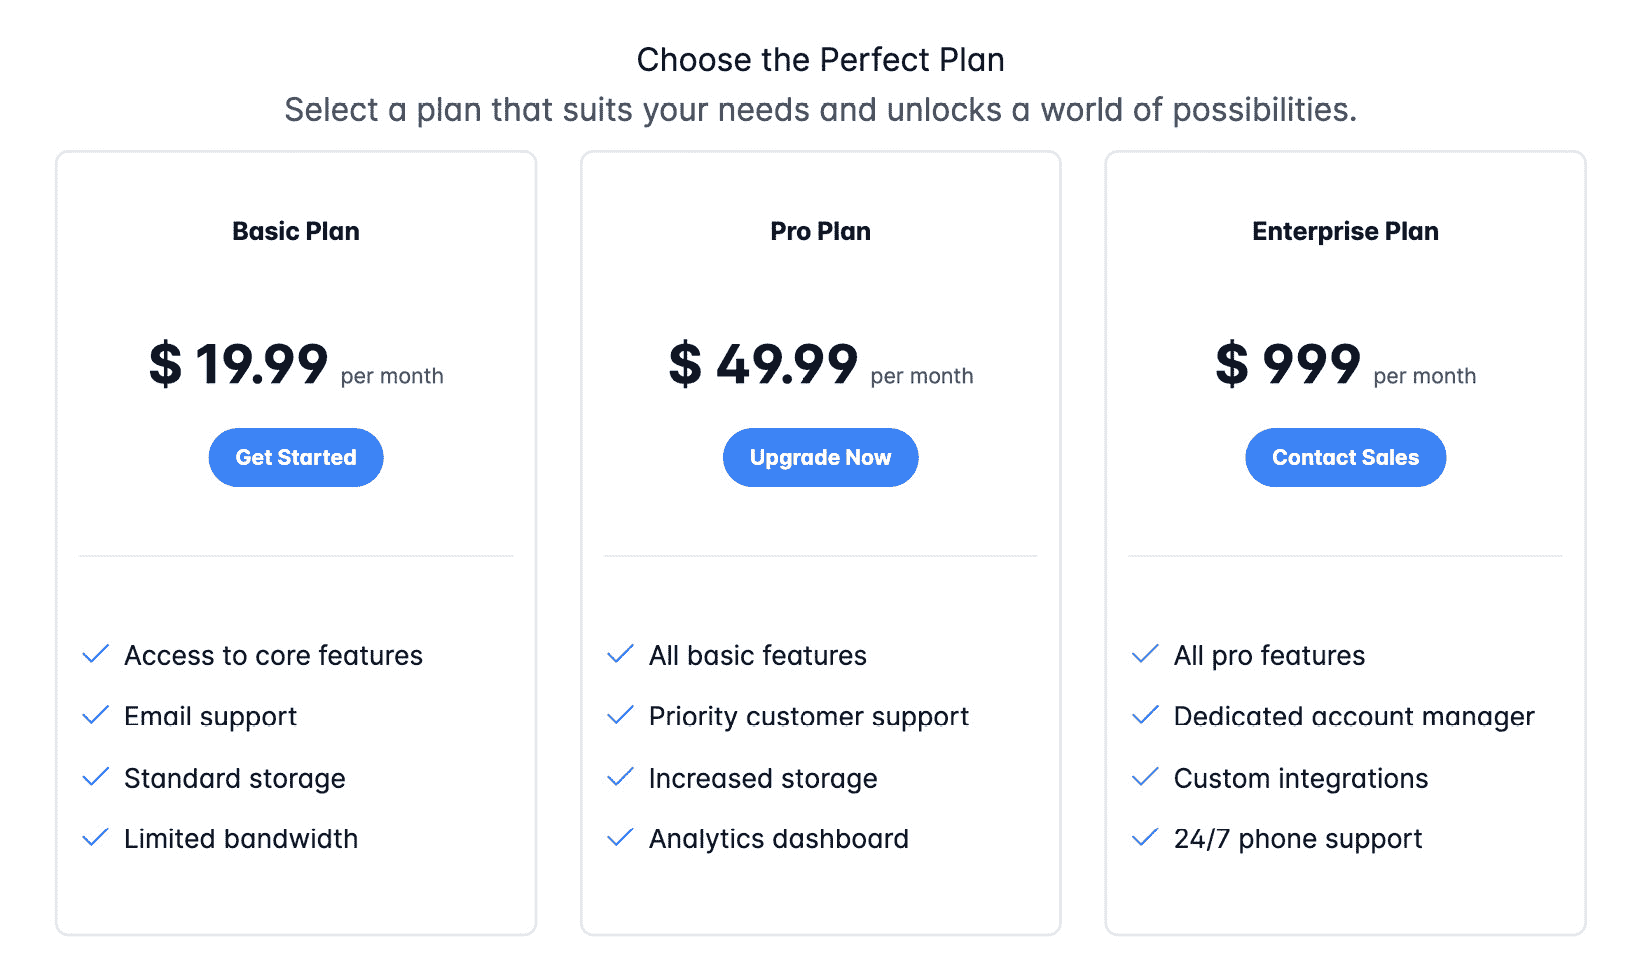 Choose the Perfect Plan
Select a plan that suits your needs and unlocks a world of possibilities.
Basic Plan
$ 19.99 per month
Get Started
Access to core features
Email support
Standard storage
Limited bandwidth
Pro Plan
$ 49.99 per month
Upgrade Now
All basic features
Priority customer support
Increased storage
Analytics dashboard
Enterprise Plan
$ 999 per month
Contact Sales
All pro features
Dedicated account manager
Custom integrations
24/7 phone support